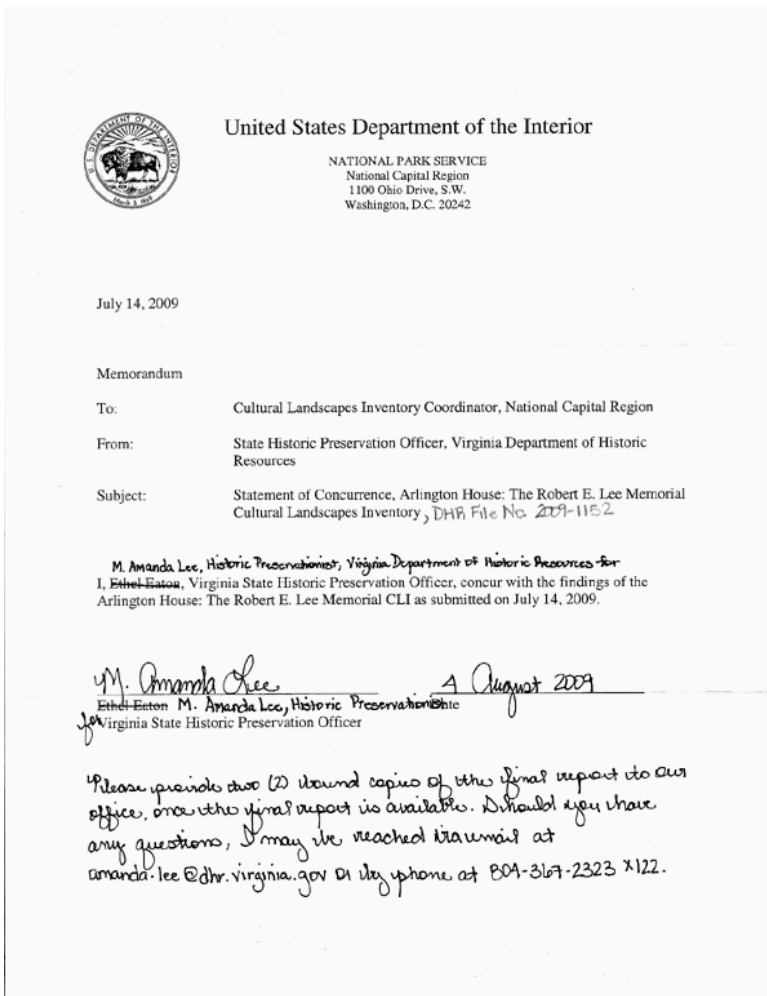 U.S. DEPARTMENT OF THE INTERIOR
March 3, 1849
United States Department of the Interior
NATIONAL PARK SERVICE
National Capital Region
1100 Ohio Drive, S.W.
Washington, D.C. 20242
July 14, 2009
Memorandum
To: Cultural Landscapes Inventory Coordinator, National Capital Region
From: State Historic Preservation Officer, Virginia Department of Historic
Resources
Subject: Statement of Concurrence, Arlington House: The Robert E. Lee Memorial
Cultural Landscapes Inventory, DHR File No. 2009-1152
M. Amanda Lee, Historic Preservationist, Virginia Department of Historic Resources for
I, Ethel Eaton, Virginia State Historic Preservation Officer, concur with the findings of the
Arlington House: The Robert E. Lee Memorial CLI as submitted on July 14, 2009.
M. Amanda Lee 4 August 2009
Ethel Eaton M. Amanda Lee, Historic Preservationist
for Virginia State Historic Preservation Officer
*Please provide two (2) bound copies of the final report to our
office, once the final report is available. Should you have
any questions, I may be reached via email at
amanda.lee@dhr.virginia.gov or by phone at 804-367-2323 x122.